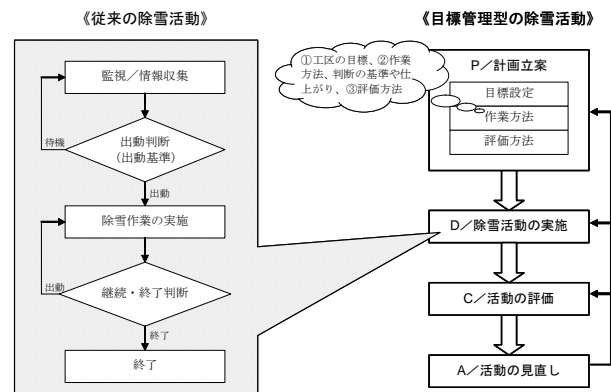 《従来の除雪活動》
監視／情報収集
待機
出動判断
(出動基準)
出動
除雪作業の実施
出動
継続・終了判断
終了
終了
《目標管理型の除雪活動》
①工区の目標、②作業
方法、判断の基準や仕
上がり、③評価方法
P／計画立案
目標設定
作業方法
評価方法
D／除雪活動の実施
C／活動の評価
A／活動の見直し